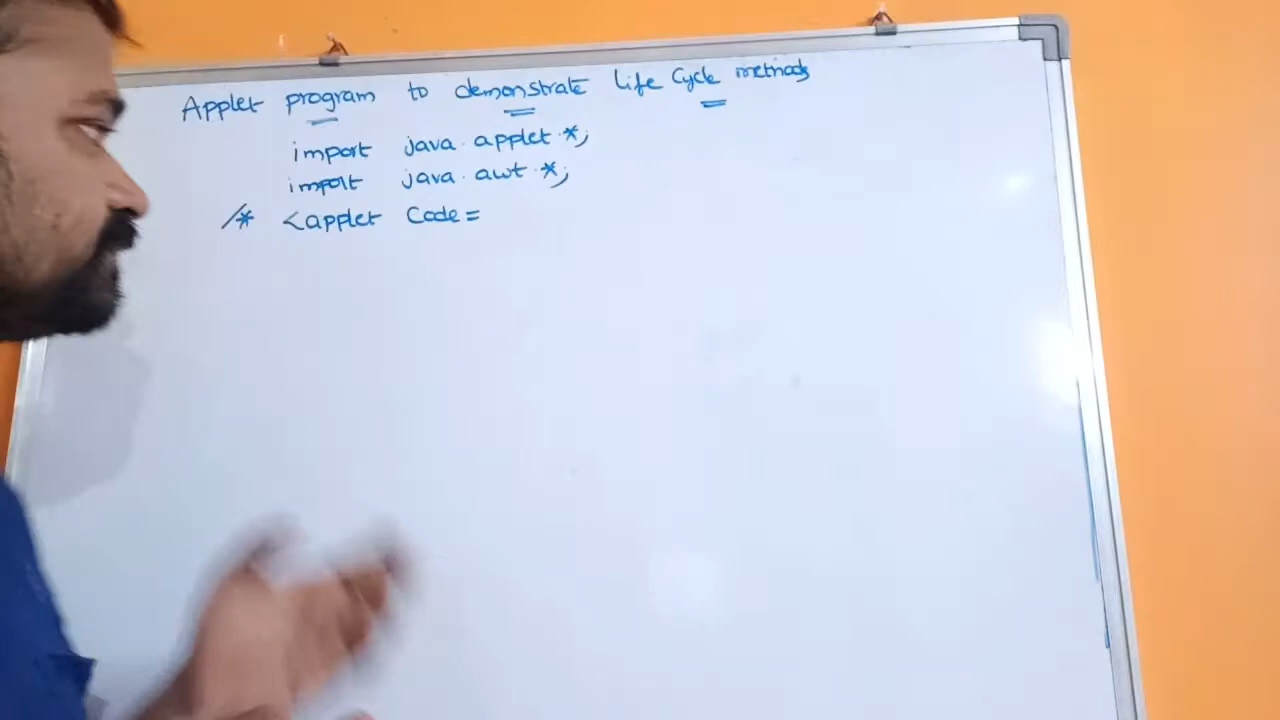 Applet program to demonstrate Life Cycle methods
import java.applet.*;
import java.awt.*;
/* <applet Code=